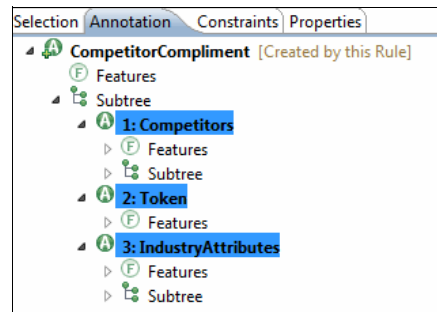 Selection Annotation Constraints Properties
CompetitorCompliment [Created by this Rule]
F Features
Subtree
A 1: Competitors
F Features
Subtree
A 2: Token
F Features
A 3: IndustryAttributes
F Features
Subtree